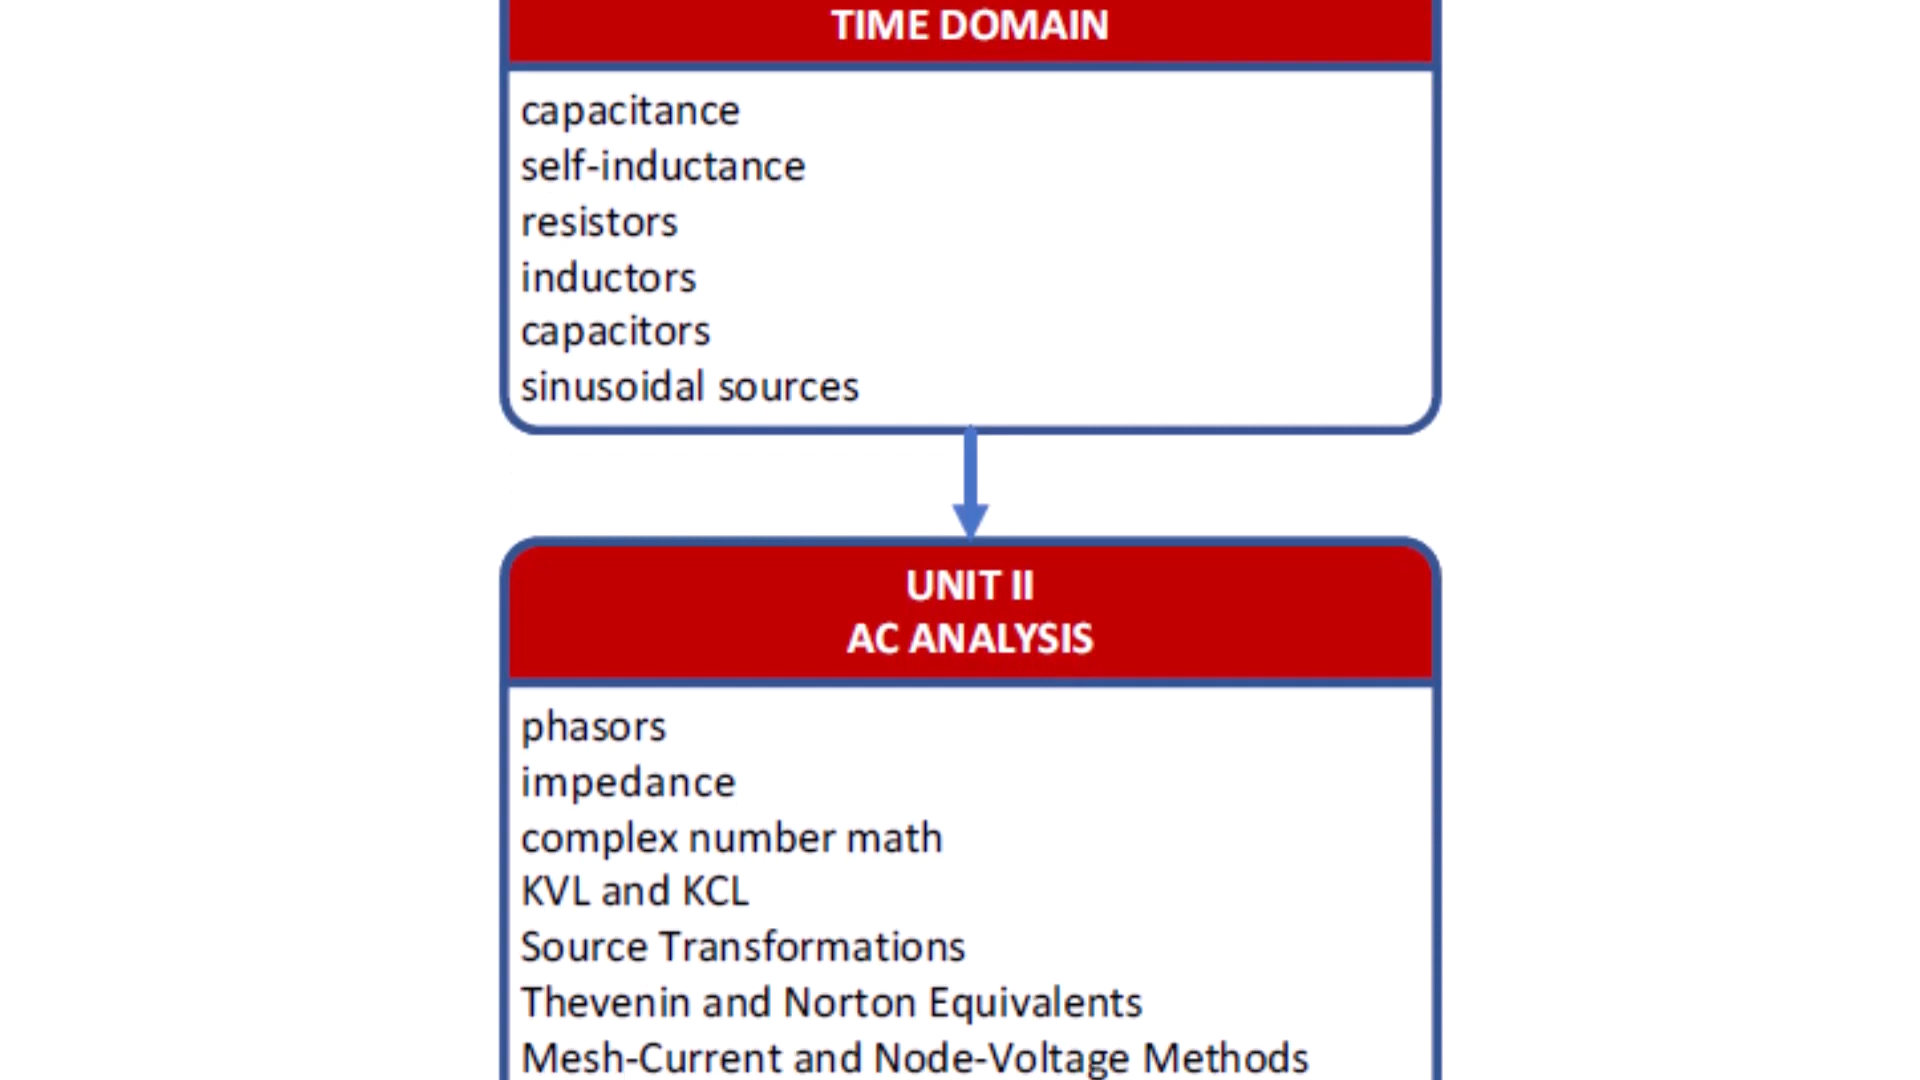 TIME DOMAIN
capacitance
self-inductance
resistors
inductors
capacitors
sinusoidal sources
UNIT II
AC ANALYSIS
phasors
impedance
complex number math
KVL and KCL
Source Transformations
Thevenin and Norton Equivalents
Mesh-Current and Node-Voltage Methods